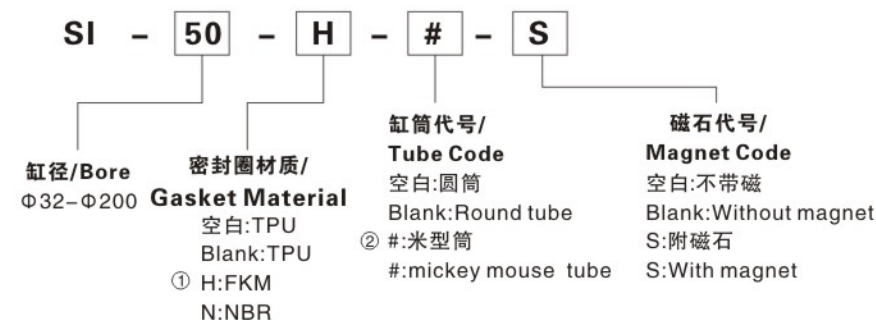 SI – 50 – H – # – S
缸径/Bore
Φ32–Φ200
密封圈材质/
Gasket Material
空白:TPU
Blank:TPU
① H:FKM
N:NBR
缸筒代号/
Tube Code
空白:圆筒
Blank:Round tube
② #:米型筒
#:mickey mouse tube
磁石代号/
Magnet Code
空白:不带磁
Blank:Without magnet
S:附磁石
S:With magnet